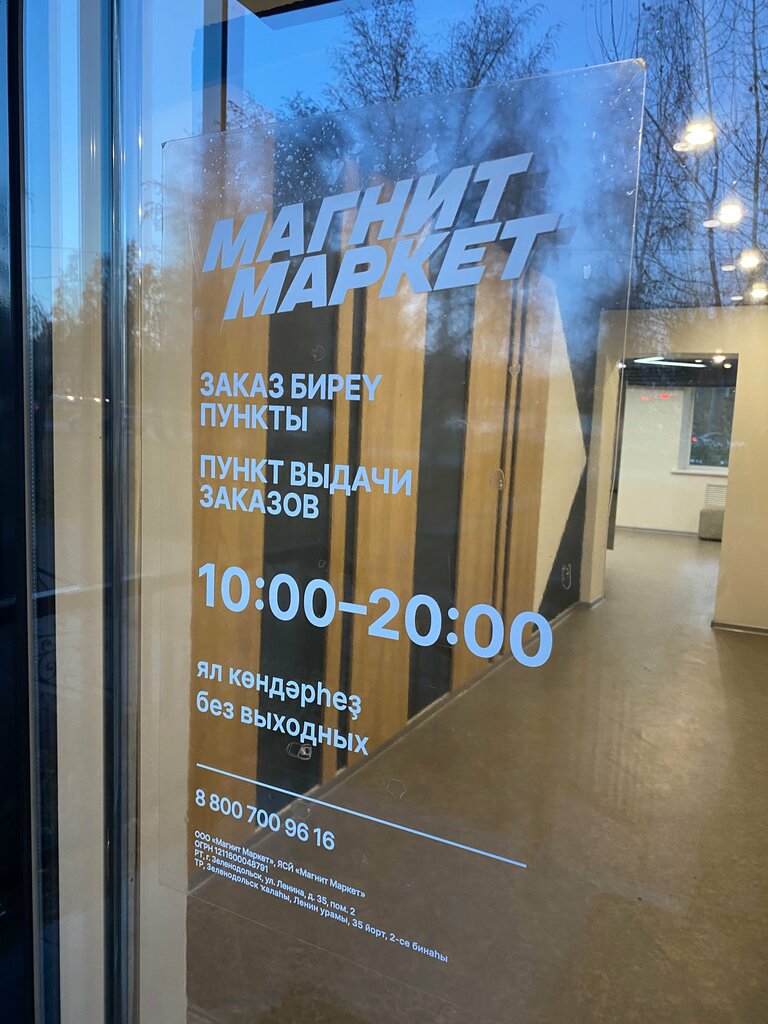 МАГНИТ
МАРКЕТ
ЗАКАЗ БИРЕҮ
ПУНКТЫ
ПУНКТ ВЫДАЧИ
ЗАКАЗОВ
10:00–20:00
ял көндәрһеҙ
без выходных
8 800 700 96 16
ООО «Магнит Маркет», ЯСЙ «Магнит Маркет»
ОГРН 1211600048791
РТ, г. Зеленодольск, ул. Ленина, д. 35, пом. 2
ТР, Зеленодольск ҡалаһы, Ленин урамы, 35 йорт, 2-се бинаһы